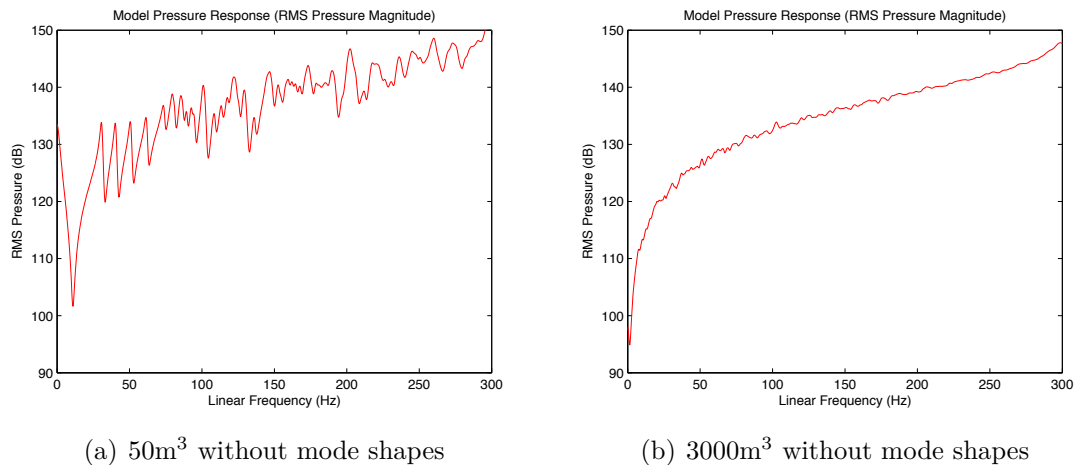 Model Pressure Response (RMS Pressure Magnitude)
150
140
130
120
110
100
90
RMS Pressure (dB)
0 50 100 150 200 250 300
Linear Frequency (Hz)
(a) 50m³ without mode shapes
Model Pressure Response (RMS Pressure Magnitude)
150
140
130
120
110
100
90
RMS Pressure (dB)
0 50 100 150 200 250 300
Linear Frequency (Hz)
(b) 3000m³ without mode shapes